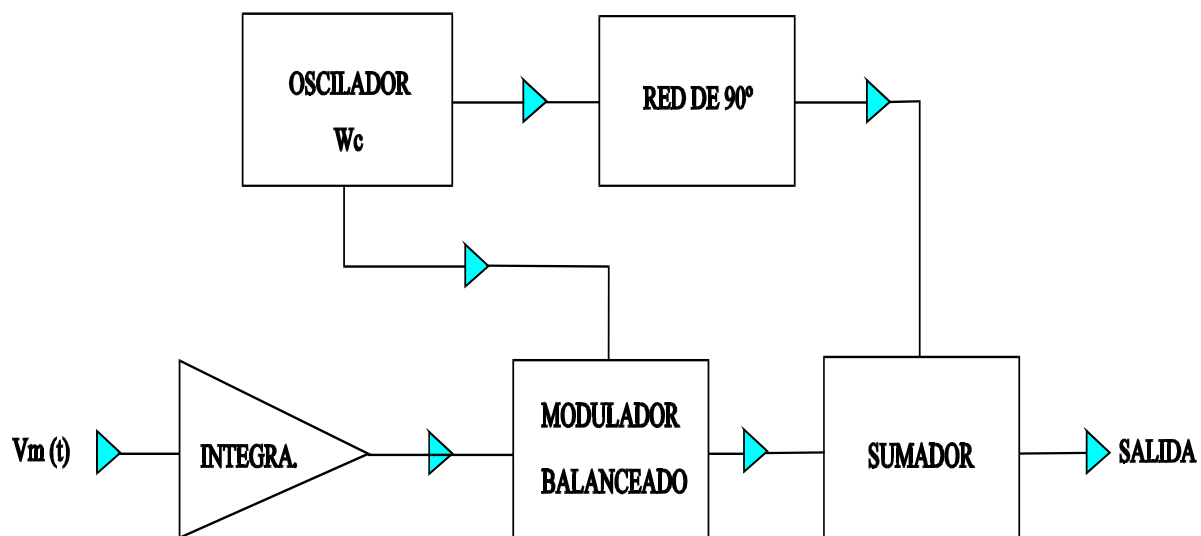 OSCILADOR
Wc
RED DE 90º
Vm (t)
INTEGRA.
MODULADOR
BALANCEADO
SUMADOR
SALIDA